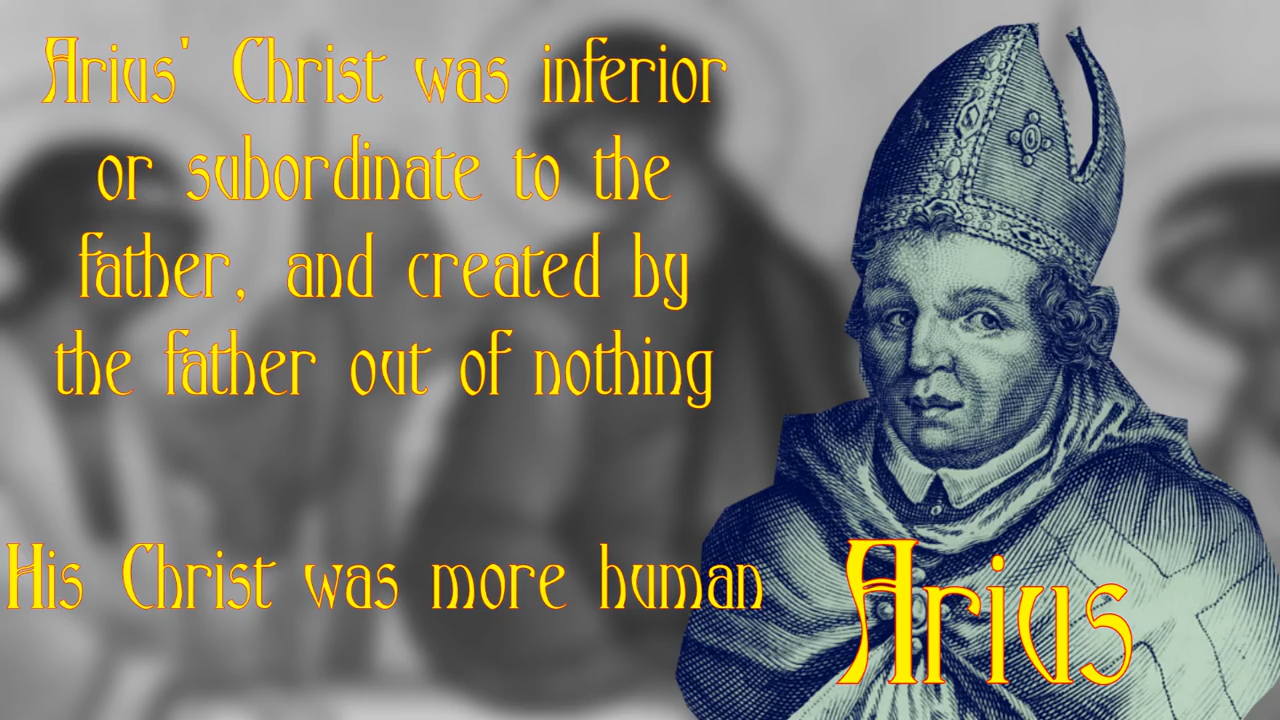 Arius' Christ was inferior
or subordinate to the
father, and created by
the father out of nothing
His Christ was more human
Arius